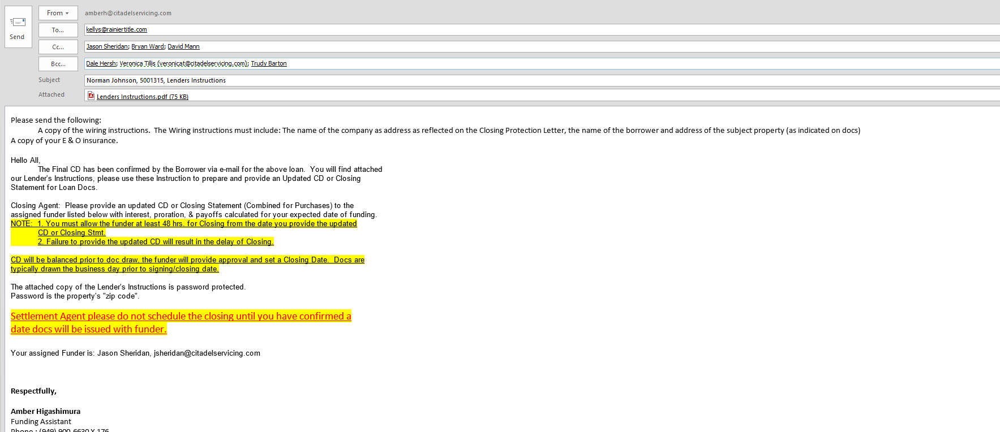 Send
From
amberh@citadelservicing.com
To...
kellys@rainiertitle.com
Cc...
Jason Sheridan; Bryan Ward; David Mann
Bcc...
Dale Hersh; Veronica Tillis (veronicat@citadelservicing.com); Trudy Barton
Subject
Norman Johnson, 5001315, Lenders Instructions
Attached
Lenders Instructions.pdf (75 KB)
Please send the following:
A copy of the wiring instructions.  The Wiring instructions must include: The name of the company as address as reflected on the Closing Protection Letter, the name of the borrower and address of the subject property (as indicated on docs)
A copy of your E & O insurance.
Hello All,
The Final CD has been confirmed by the Borrower via e-mail for the above loan.  You will find attached
our Lender's Instructions, please use these Instruction to prepare and provide an Updated CD or Closing
Statement for Loan Docs.
Closing Agent:  Please provide an updated CD or Closing Statement (Combined for Purchases) to the
assigned funder listed below with interest, proration, & payoffs calculated for your expected date of funding.
NOTE:  1. You must allow the funder at least 48 hrs. for Closing from the date you provide the updated
CD or Closing Stmt.
2. Failure to provide the updated CD will result in the delay of Closing.
CD will be balanced prior to doc draw, the funder will provide approval and set a Closing Date.  Docs are
typically drawn the business day prior to signing/closing date.
The attached copy of the Lender's Instructions is password protected.
Password is the property's "zip code".
Settlement Agent please do not schedule the closing until you have confirmed a
date docs will be issued with funder.
Your assigned Funder is: Jason Sheridan, jsheridan@citadelservicing.com
Respectfully,
Amber Higashimura
Funding Assistant
Phone : (949) 900-6630 X 176